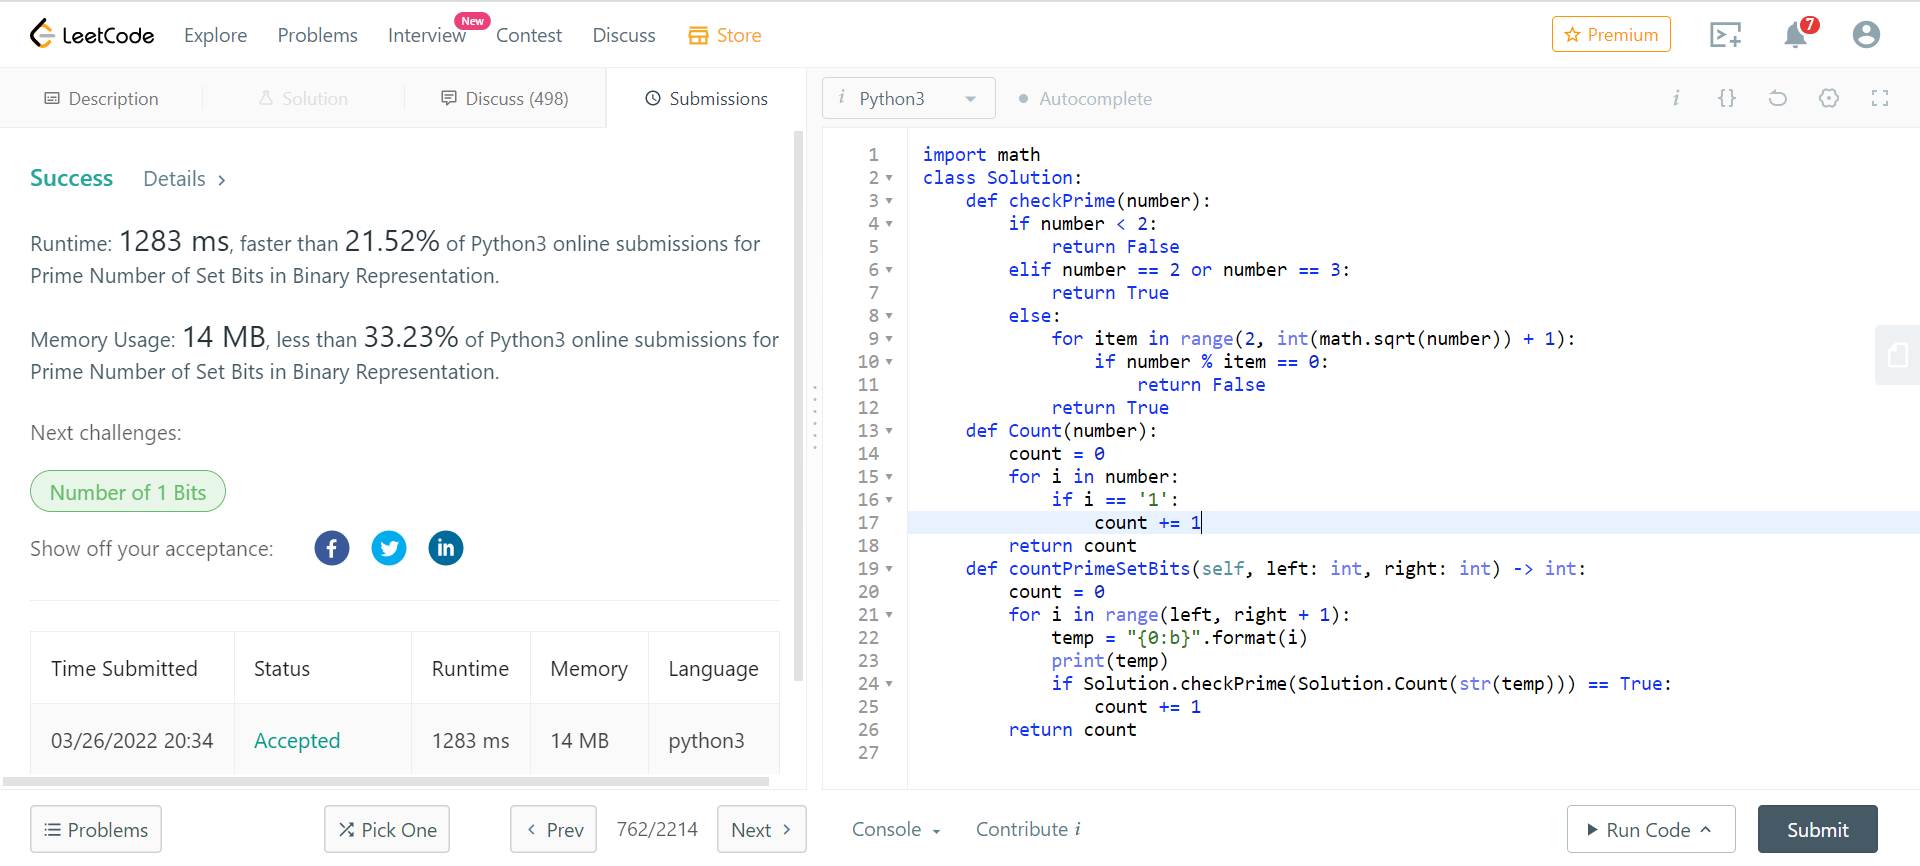 LeetCode Explore Problems Interview New Contest Discuss Store Premium 7
Description Solution Discuss (498) Submissions
i Python3 Autocomplete i {}
Success Details >
Runtime: 1283 ms, faster than 21.52% of Python3 online submissions for
Prime Number of Set Bits in Binary Representation.
Memory Usage: 14 MB, less than 33.23% of Python3 online submissions for
Prime Number of Set Bits in Binary Representation.
Next challenges:
Number of 1 Bits
Show off your acceptance: f in
Time Submitted Status Runtime Memory Language
03/26/2022 20:34 Accepted 1283 ms 14 MB python3
1 import math
2 class Solution:
3     def checkPrime(number):
4         if number < 2:
5             return False
6         elif number == 2 or number == 3:
7             return True
8         else:
9             for item in range(2, int(math.sqrt(number)) + 1):
10                 if number % item == 0:
11                     return False
12             return True
13     def Count(number):
14         count = 0
15         for i in number:
16             if i == '1':
17                 count += 1
18         return count
19     def countPrimeSetBits(self, left: int, right: int) -> int:
20         count = 0
21         for i in range(left, right + 1):
22             temp = "{0:b}".format(i)
23             print(temp)
24             if Solution.checkPrime(Solution.Count(str(temp))) == True:
25                 count += 1
26         return count
27
Problems Pick One < Prev 762/2214 Next > Console Contribute i Run Code Submit